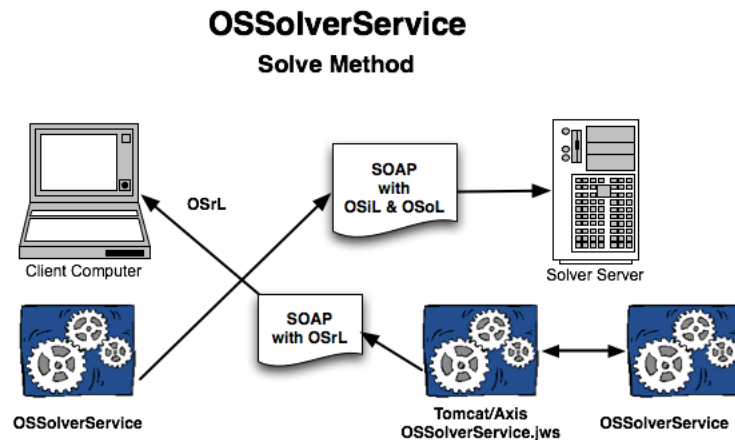 OSSolverService
Solve Method
SOAP
with
OSiL & OSoL
OSrL
Client Computer
Solver Server
SOAP
with OSrL
OSSolverService
Tomcat/Axis
OSSolverService.jws
OSSolverService